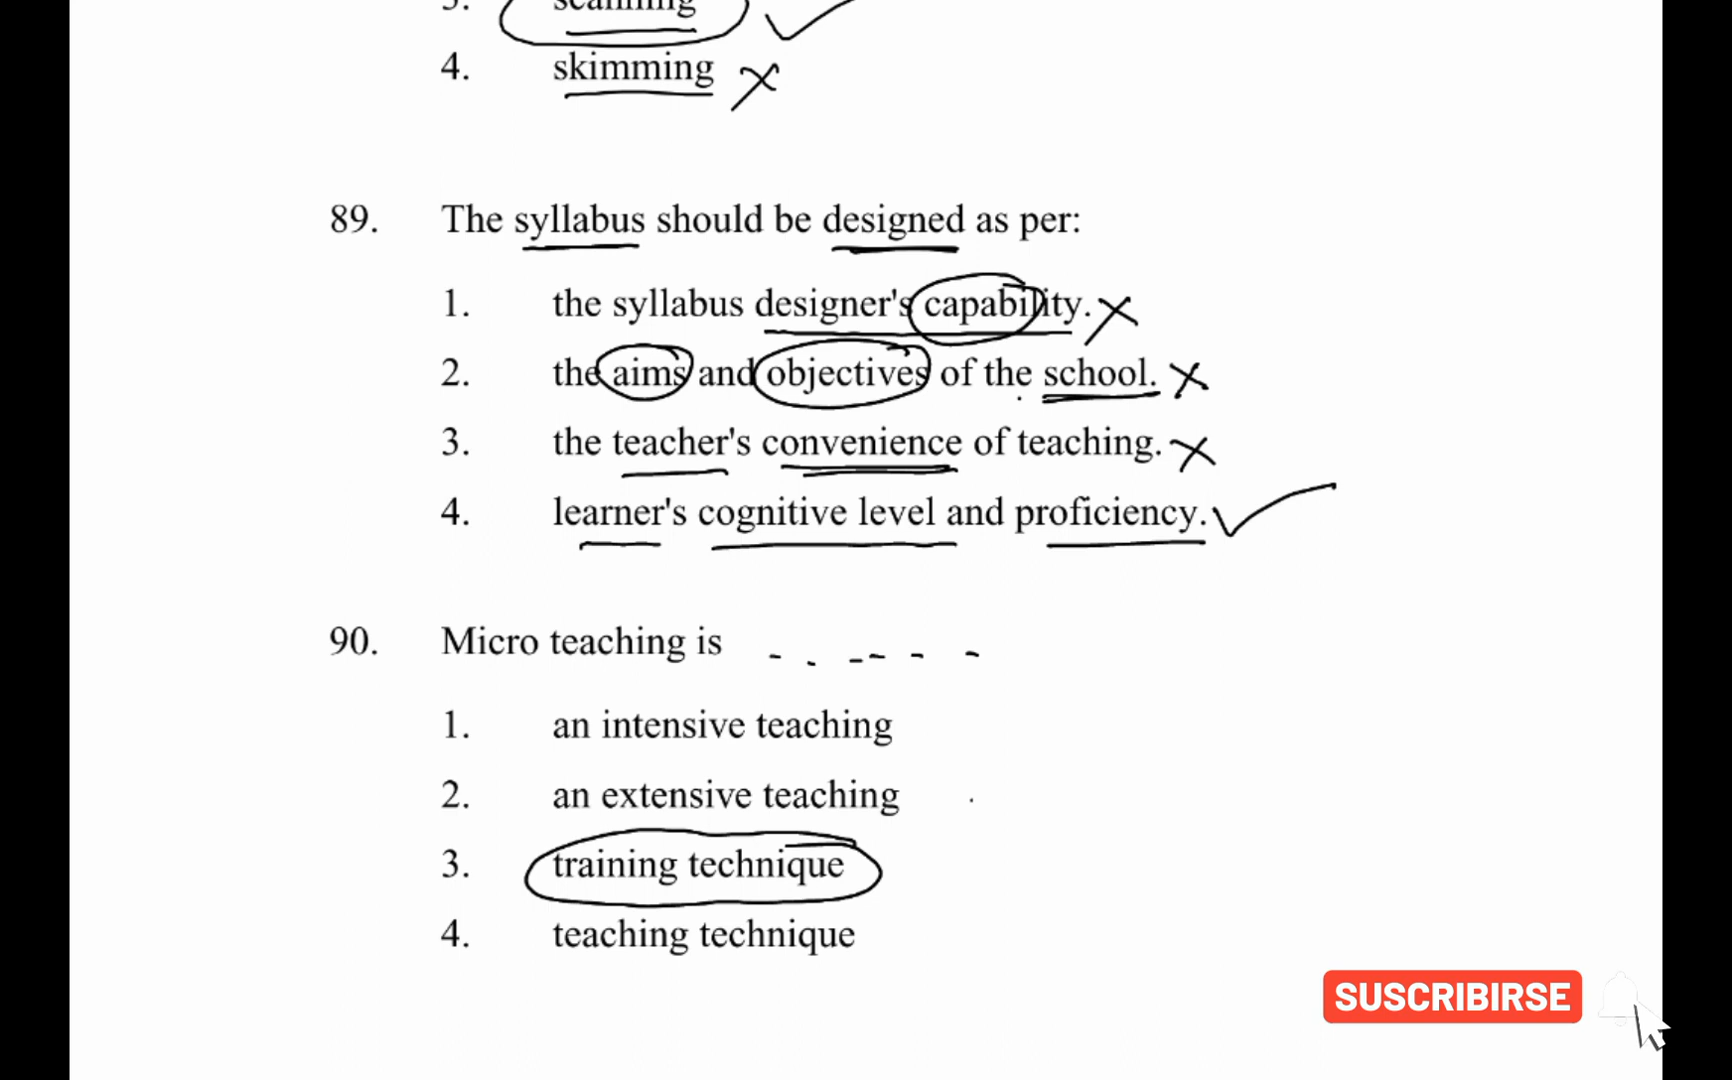 3. scanning
4. skimming
89. The syllabus should be designed as per:
1. the syllabus designer's capability.
2. the aims and objectives of the school.
3. the teacher's convenience of teaching.
4. learner's cognitive level and proficiency.
90. Micro teaching is
1. an intensive teaching
2. an extensive teaching
3. training technique
4. teaching technique
SUSCRIBIRSE